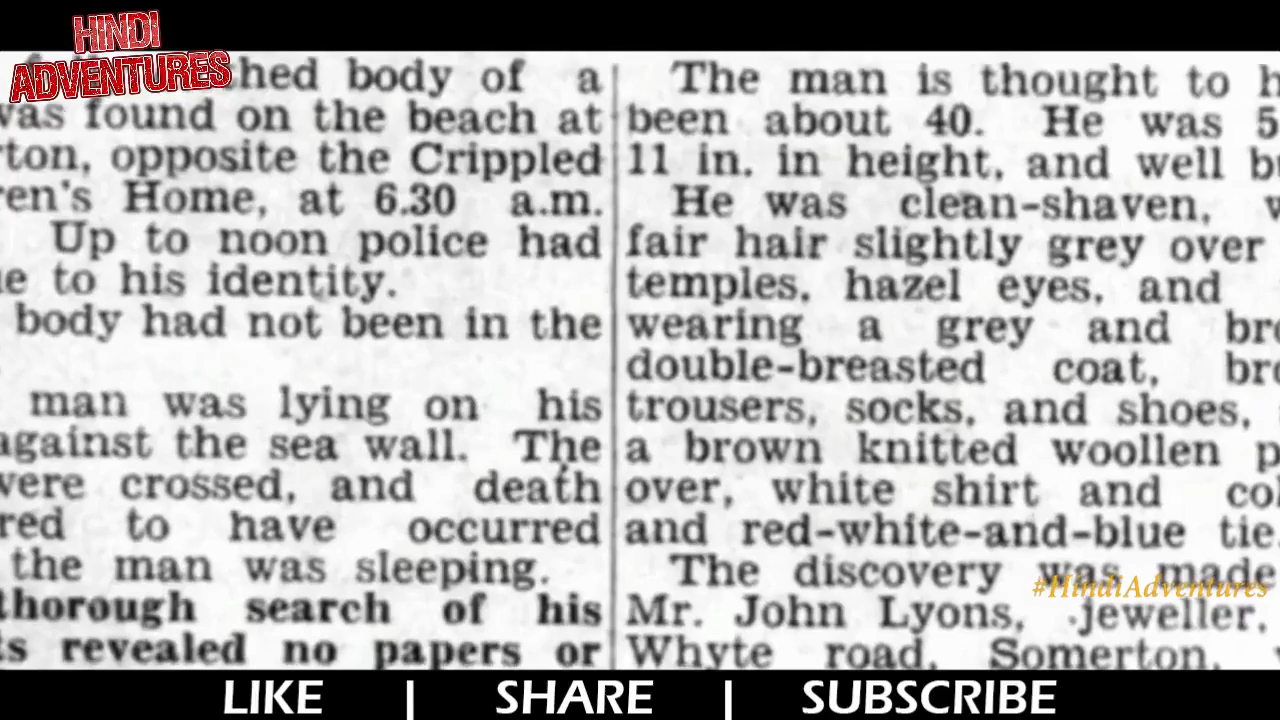 HINDI
ADVENTURES
hed body of a
was found on the beach at
rton, opposite the Crippled
ren's Home, at 6.30 a.m.
Up to noon police had
ue to his identity.
body had not been in the
man was lying on his
against the sea wall. The
were crossed, and death
red to have occurred
the man was sleeping.
thorough search of his
ts revealed no papers or
The man is thought to h
been about 40. He was 5
11 in. in height, and well bu
He was clean-shaven, w
fair hair slightly grey over
temples, hazel eyes, and
wearing a grey and bro
double-breasted coat, bro
trousers, socks, and shoes,
a brown knitted woollen p
over, white shirt and col
and red-white-and-blue tie.
The discovery was made
#HindiAdventures
Mr. John Lyons, jeweller,
Whyte road, Somerton, w
LIKE | SHARE | SUBSCRIBE